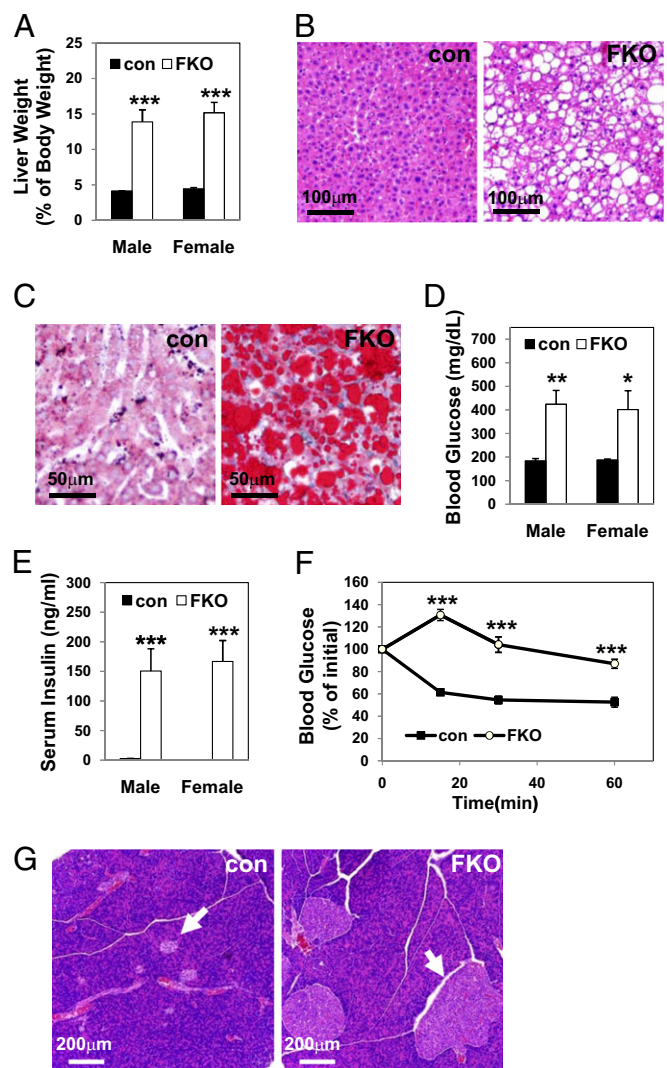 A
Liver Weight
(% of Body Weight)
25
20
15
10
5
0
con FKO
***
***
Male Female
B
con
100μm
FKO
100μm
C
con
50μm
FKO
50μm
D
Blood Glucose (mg/dL)
700
600
500
400
300
200
100
0
con FKO
**
*
Male Female
E
Serum Insulin (ng/ml)
300
250
200
150
100
50
0
con FKO
***
***
Male Female
F
Blood Glucose
(% of initial)
160
140
120
100
80
60
40
20
0
***
***
***
con FKO
0 20 40 60
Time(min)
G
con
200μm
FKO
200μm